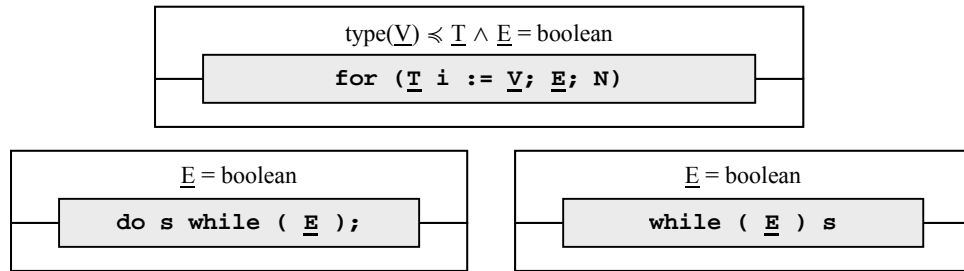 type(V) ≼ T ∧ E = boolean
for (T i := V; E; N)
E = boolean
do s while ( E );
E = boolean
while ( E ) s